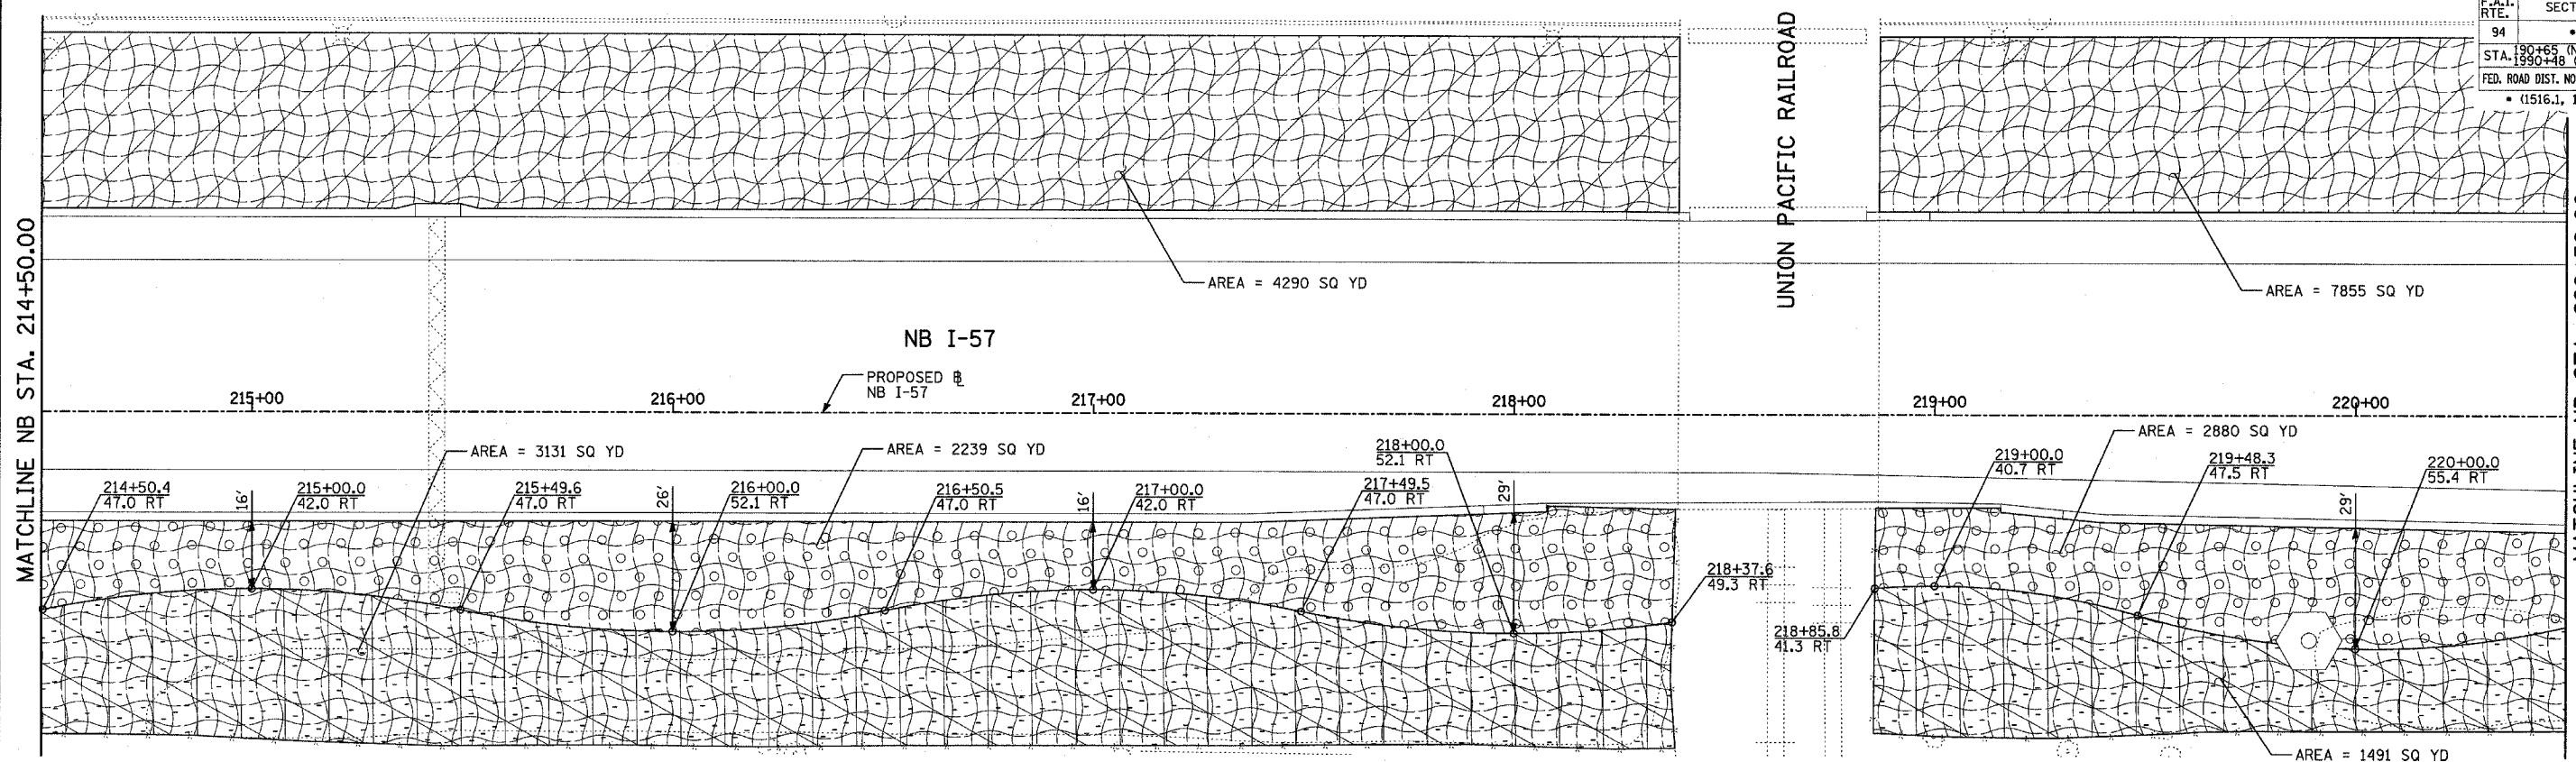 F.A.I.
RTE.
SECT
94
•
STA. 190+65
1990+48
FED. ROAD DIST. NO
• (1516.1, 1
MATCHLINE NB STA. 214+50.00
UNION PACIFIC RAILROAD
AREA = 4290 SQ YD
AREA = 7855 SQ YD
NB I-57
PROPOSED ℄
NB I-57
215+00
216+00
217+00
218+00
219+00
220+00
AREA = 3131 SQ YD
AREA = 2239 SQ YD
AREA = 2880 SQ YD
214+50.4
47.0 RT
16'
215+00.0
42.0 RT
215+49.6
47.0 RT
26'
216+00.0
52.1 RT
216+50.5
47.0 RT
16'
217+00.0
42.0 RT
217+49.5
47.0 RT
218+00.0
52.1 RT
29'
218+37.6
49.3 RT
218+85.8
41.3 RT
219+00.0
40.7 RT
219+48.3
47.5 RT
29'
220+00.0
55.4 RT
AREA = 1491 SQ YD